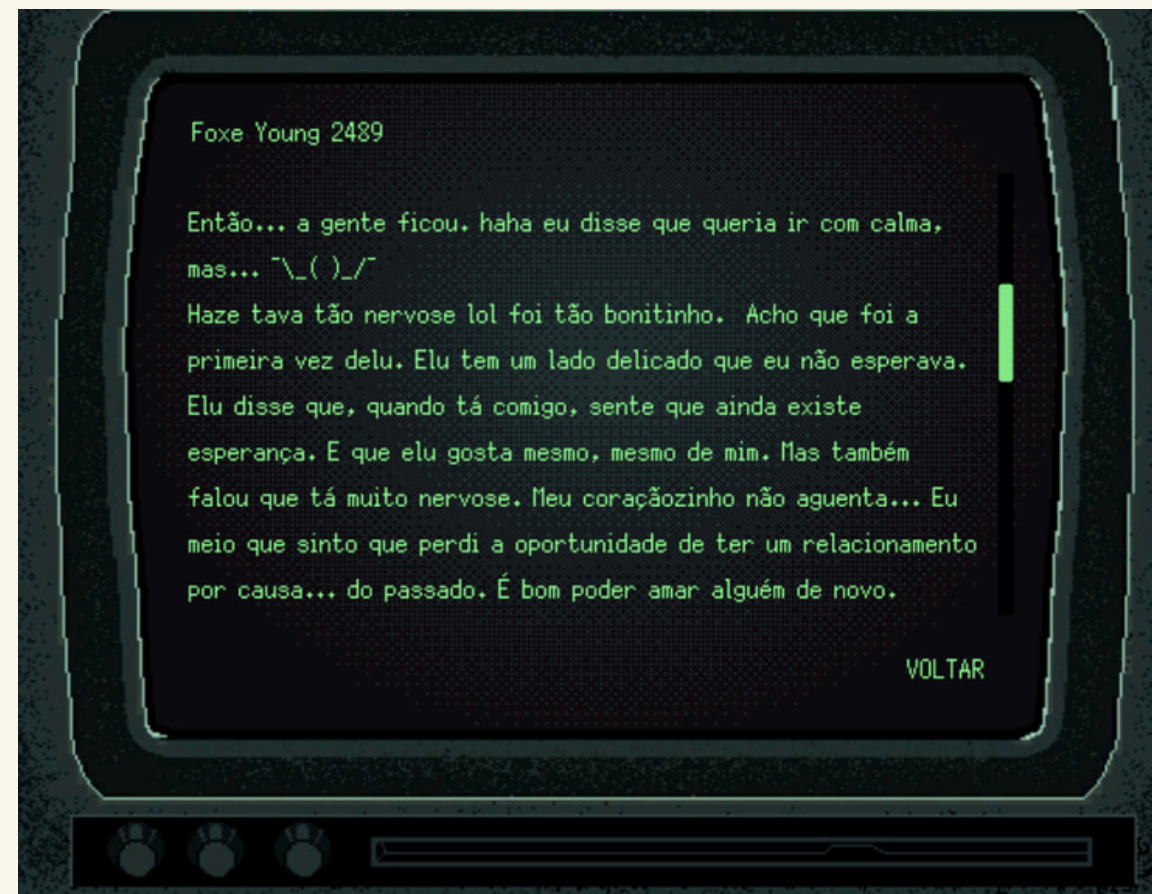 Foxe Young 2489
Então... a gente ficou. haha eu disse que queria ir com calma,
mas... ¯\_( )_/¯
Haze tava tão nervose lol foi tão bonitinho.  Acho que foi a
primeira vez delu. Elu tem um lado delicado que eu não esperava.
Elu disse que, quando tá comigo, sente que ainda existe
esperança. E que elu gosta mesmo, mesmo de mim. Mas também
falou que tá muito nervose. Meu coraçãozinho não aguenta... Eu
meio que sinto que perdi a oportunidade de ter um relacionamento
por causa... do passado. É bom poder amar alguém de novo.
VOLTAR